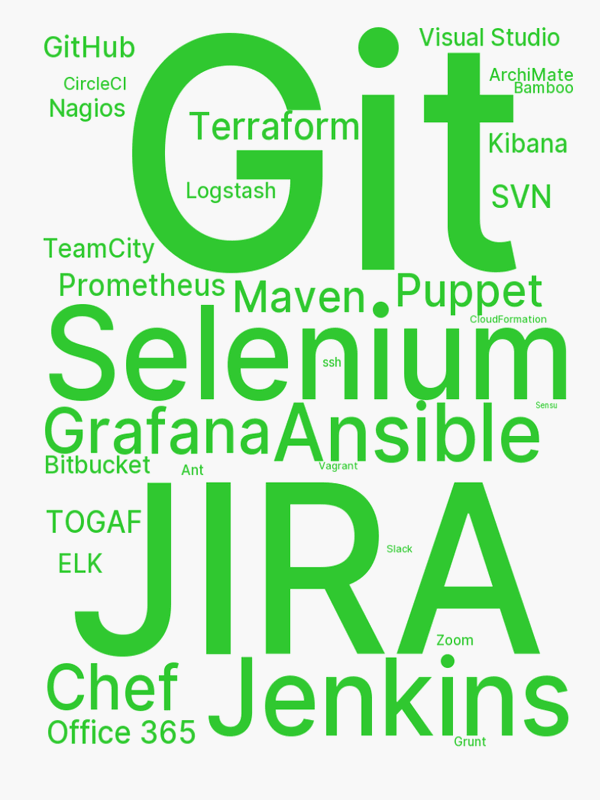 GitHub
Visual Studio
CircleCI
ArchiMate
Bamboo
Nagios
Git
Terraform
Kibana
Logstash
SVN
TeamCity
Prometheus
Maven
Puppet
CloudFormation
Selenium
ssh
Sensu
Grafana
Ansible
Bitbucket
Ant
Vagrant
TOGAF
JIRA
Slack
ELK
Zoom
Chef
Jenkins
Office 365
Grunt